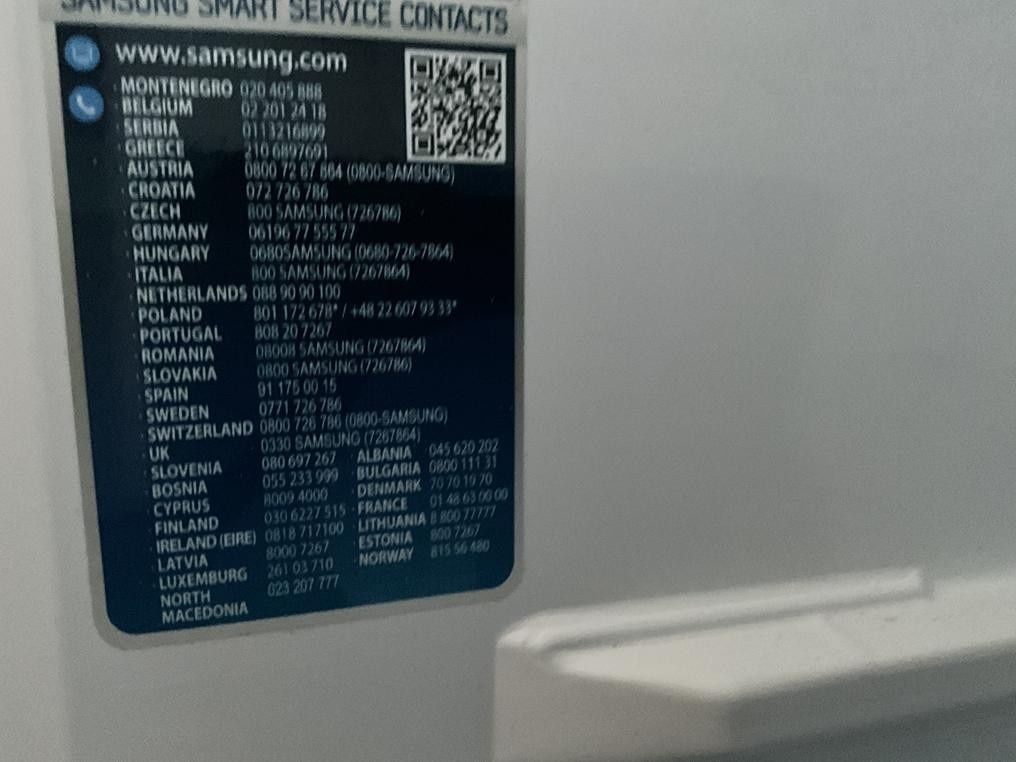 SAMSUNG SMART SERVICE CONTACTS
www.samsung.com
· MONTENEGRO 020 405 888
· BELGIUM 02 201 24 18
· SERBIA 0113216899
· GREECE 210 6897691
· AUSTRIA 0800 72 67 864 (0800-SAMSUNG)
· CROATIA 072 726 786
· CZECH 800 SAMSUNG (726786)
· GERMANY 06196 77 555 77
· HUNGARY 0680SAMSUNG (0680-726-7864)
· ITALIA 800 SAMSUNG (7267864)
· NETHERLANDS 088 90 90 100
· POLAND 801 172 678* / +48 22 607 93 33*
· PORTUGAL 808 20 7267
· ROMANIA 08008 SAMSUNG (7267864)
· SLOVAKIA 0800 SAMSUNG (726786)
· SPAIN 91 175 00 15
· SWEDEN 0771 726 786
· SWITZERLAND 0800 726 786 (0800-SAMSUNG)
· UK 0330 SAMSUNG (7267864)
· SLOVENIA 080 697 267 · ALBANIA 045 620 202
· BOSNIA 055 233 999 · BULGARIA 0800 111 31
· CYPRUS 8009 4000 · DENMARK 70 70 19 70
· FINLAND 030 6227 515 · FRANCE 01 48 63 00 00
· IRELAND (EIRE) 0818 717100 · LITHUANIA 8 800 77777
· LATVIA 8000 7267 · ESTONIA 800 7267
· LUXEMBURG 261 03 710 · NORWAY 815 56 480
· NORTH 023 207 777
MACEDONIA